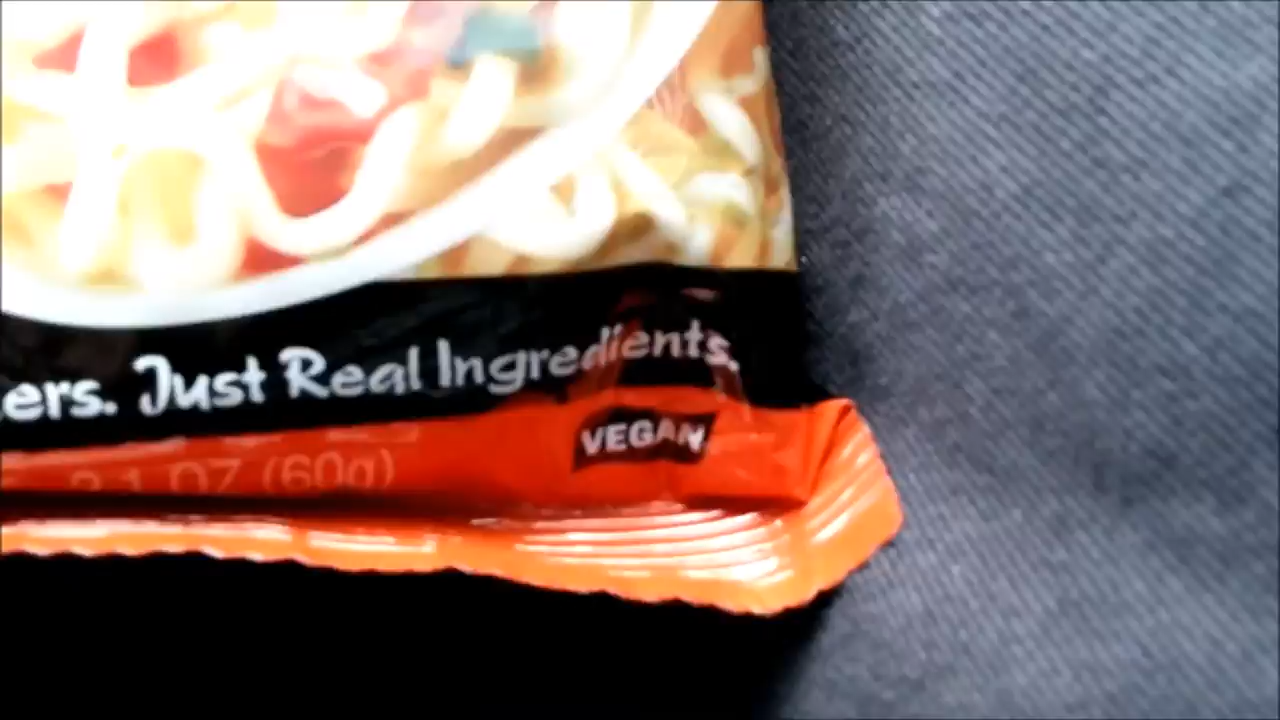 ers. Just Real Ingredients.
VEGAN
2.1 OZ (60g)